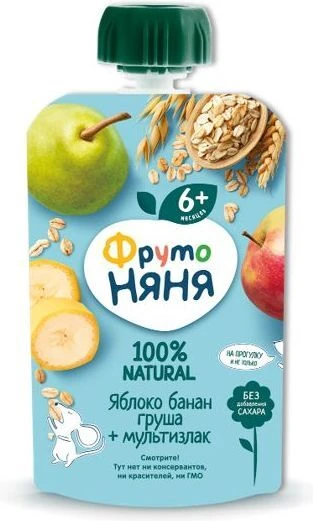 6+
месяцев
Фруто
НЯНЯ
100%
NATURAL
НА ПРОГУЛКУ
и не только
Яблоко банан
груша
+ мультизлак
БЕЗ
добавления
САХАРА
Смотрите!
Тут нет ни консервантов,
ни красителей, ни ГМО